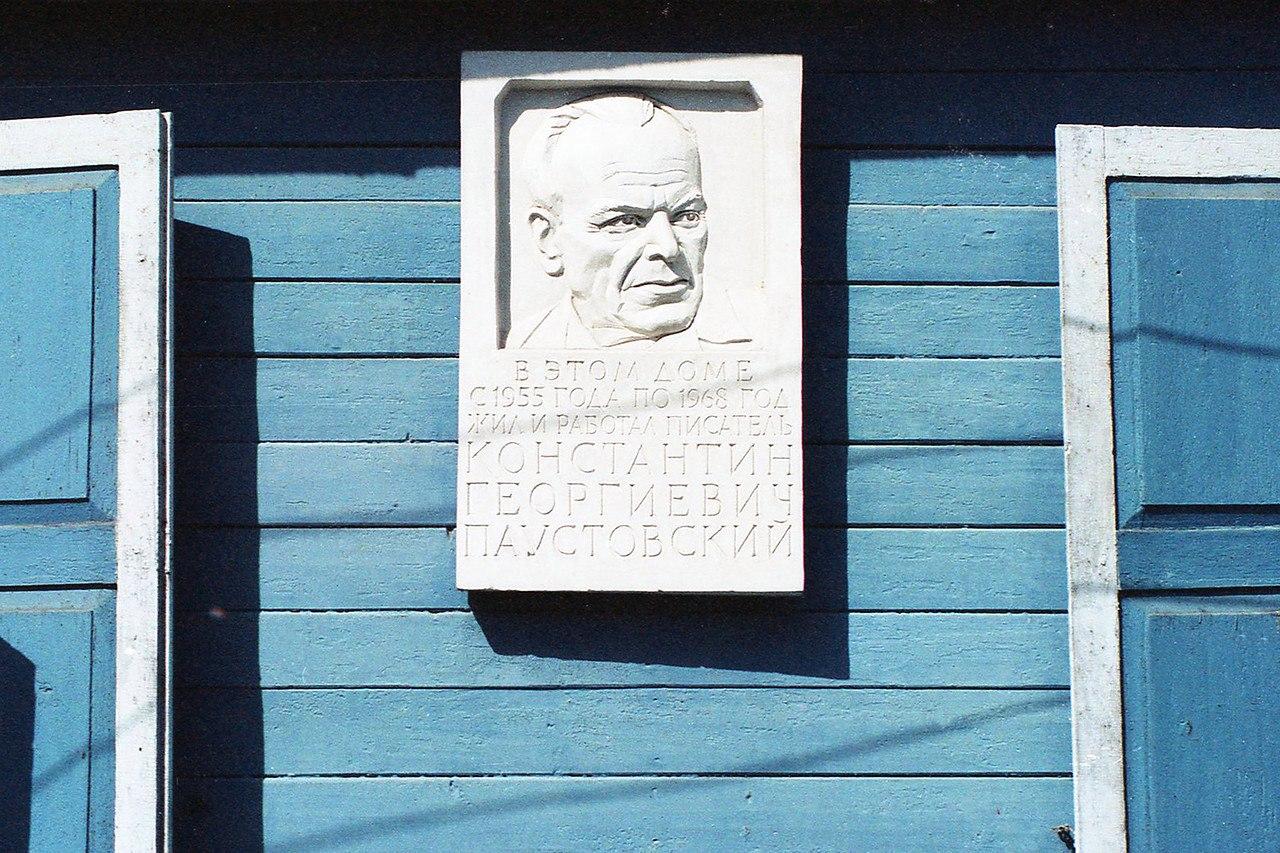 В ЭТОМ ДОМЕ
С 1955 ГОДА ПО 1968 ГОД
ЖИЛ И РАБОТАЛ ПИСАТЕЛЬ
КОНСТАНТИН
ГЕОРГИЕВИЧ
ПАУСТОВСКИЙ